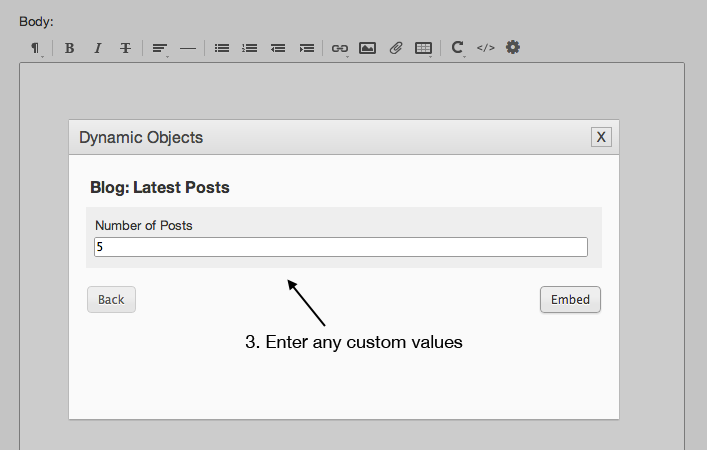 Body:
¶ B I T C </>
Dynamic Objects X
Blog: Latest Posts
Number of Posts
5
Back Embed
3. Enter any custom values